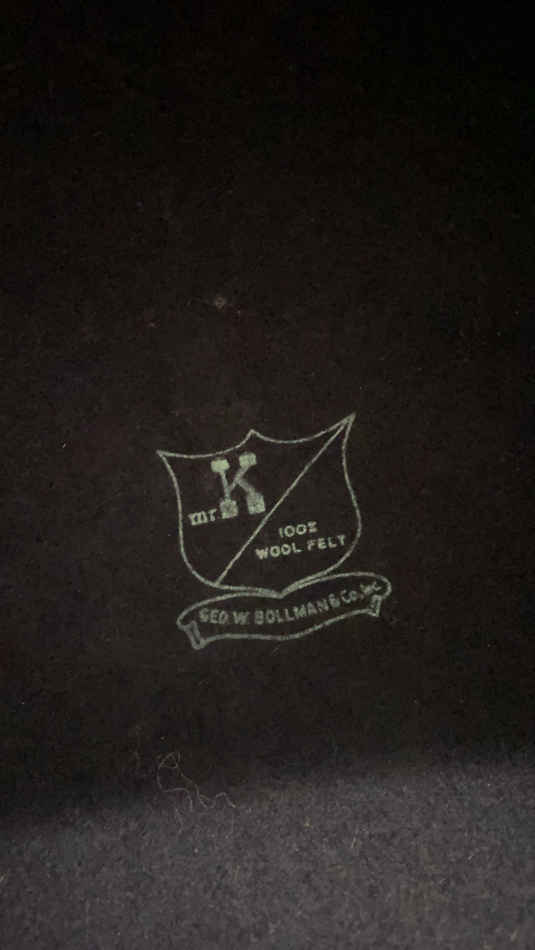 mr. K
100%
WOOL FELT
GEO. W. BOLLMAN & Co., Inc.